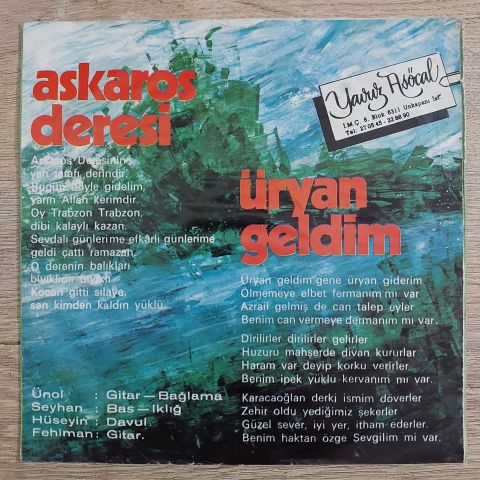 askaros
deresi
Askaros Deresinin
yan tarafı derindir.
Bugün böyle gidelim,
yarın Allah kerimdir.
Oy Trabzon Trabzon,
dibi kalaylı kazan.
Sevdalı günlerime efkârlı günlerime
geldi çattı ramazan.
O derenin balıkları
bıyıklıdır bıyıklı
Kocan gitti sılaya,
sen kimden kaldın yüklü.
Ünol : Gitar — Bağlama
Seyhan : Bas — Iklığ
Hüseyin : Davul
Fehiman : Gitar.
Yavuz Asöcal
İ.M.Ç. 6. Blok 6311 Unkapanı İst.
Tel: 27 06 45 - 22 88 90
üryan
geldim
Üryan geldim gene üryan giderim
Ölmemeye elbet fermanım mı var
Azrail gelmiş de can talep eyler
Benim can vermeye dermanım mı var.
Dirilirler dirilirler gelirler
Huzuru mahşerde divan kururlar
Haram var deyip korku verirler
Benim ipek yüklü kervanım mı var.
Karacaoğlan derki ismim döverler
Zehir oldu yediğimiz şekerler
Güzel sever, iyi yer, itham ederler.
Benim haktan özge Sevgilim mi var.